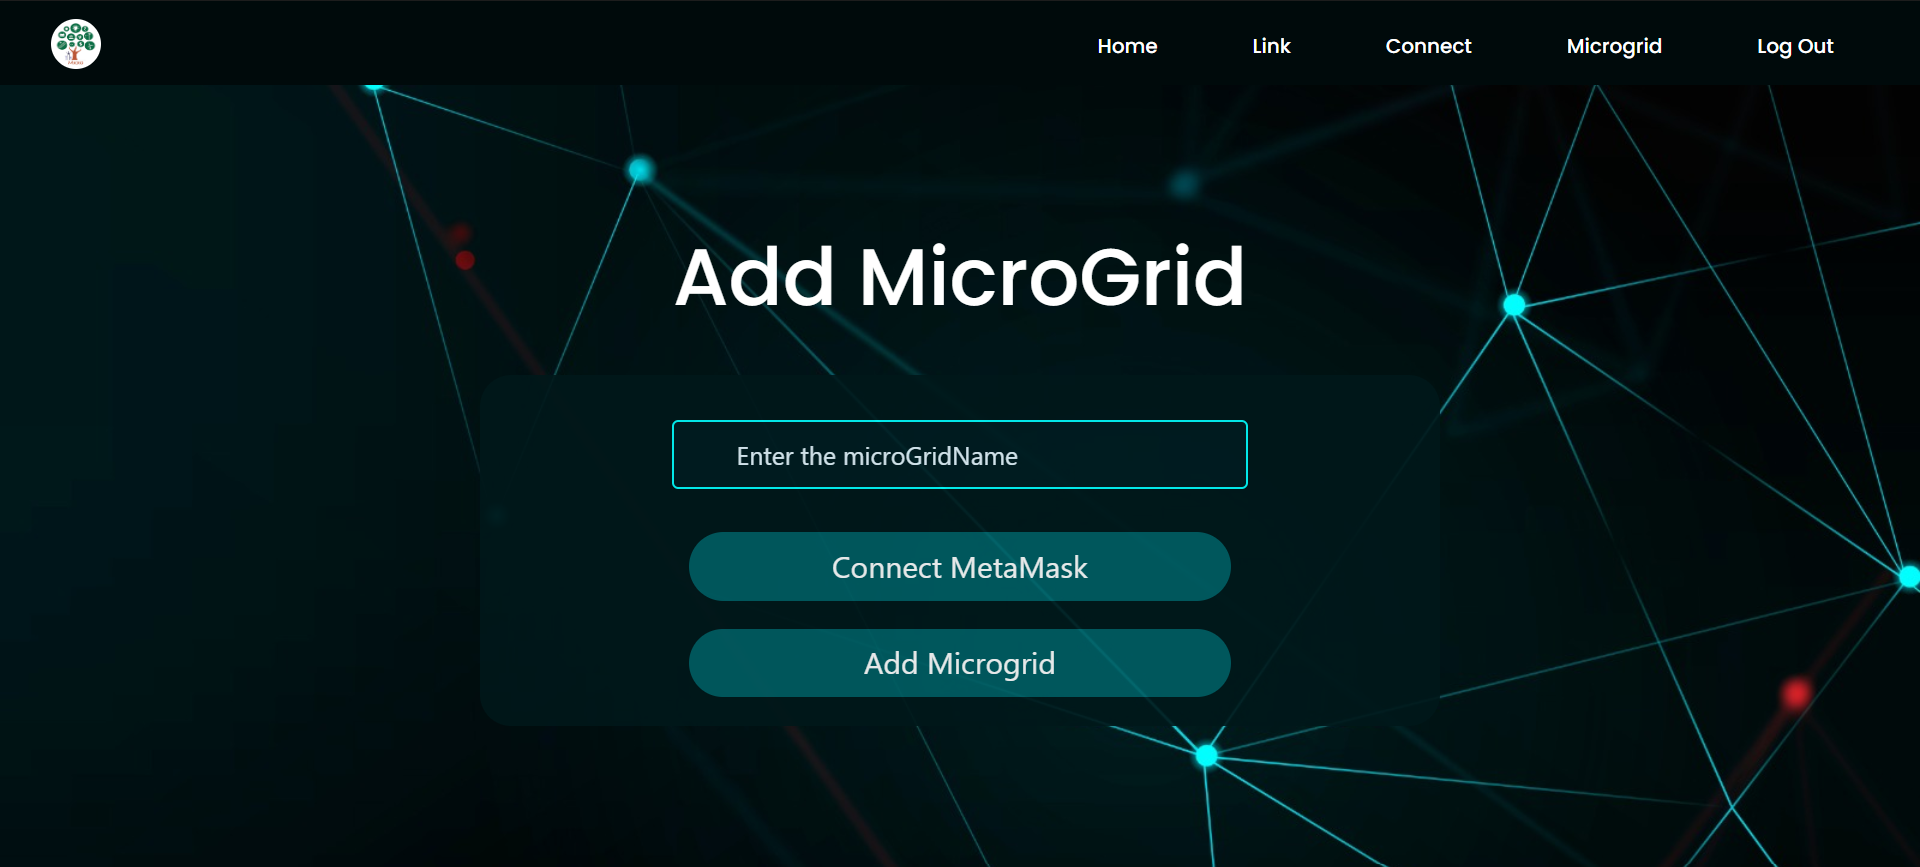 Home Link Connect Microgrid Log Out
Add MicroGrid
Enter the microGridName
Connect MetaMask
Add Microgrid